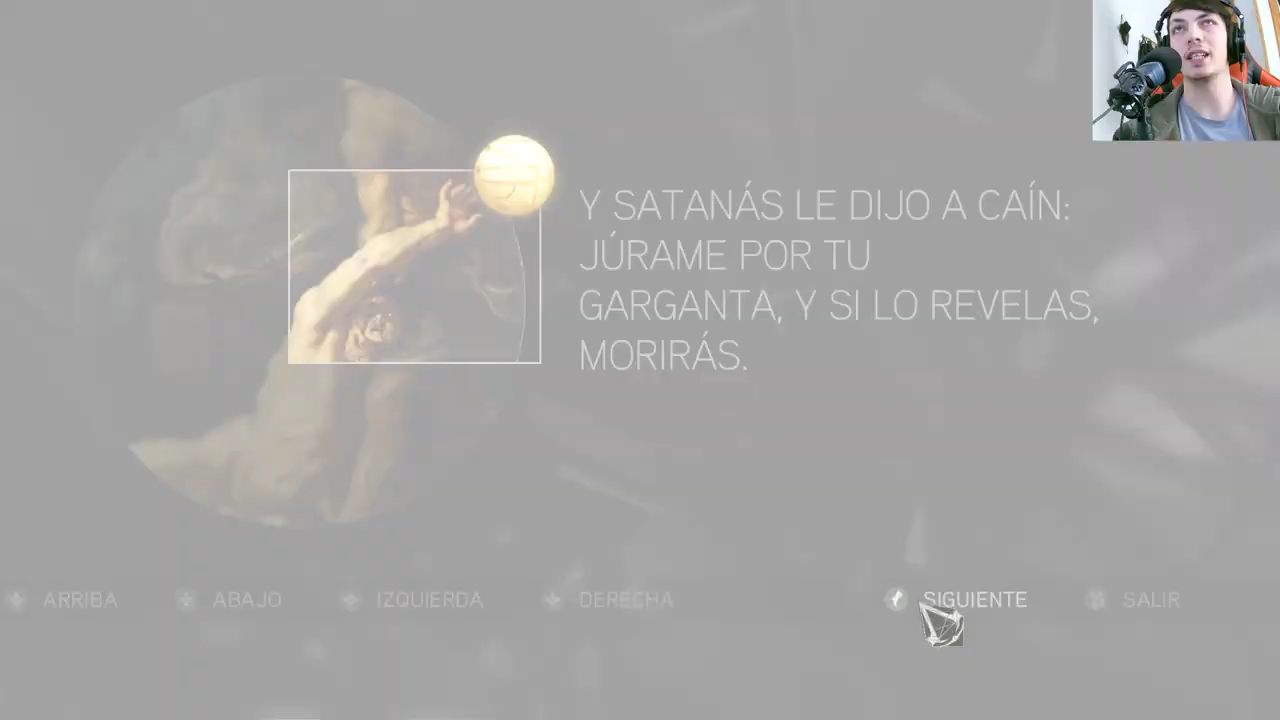 Y SATANÁS LE DIJO A CAÍN:
JÚRAME POR TU
GARGANTA, Y SI LO REVELAS,
MORIRÁS.
ARRIBA ABAJO IZQUIERDA DERECHA SIGUIENTE SALIR